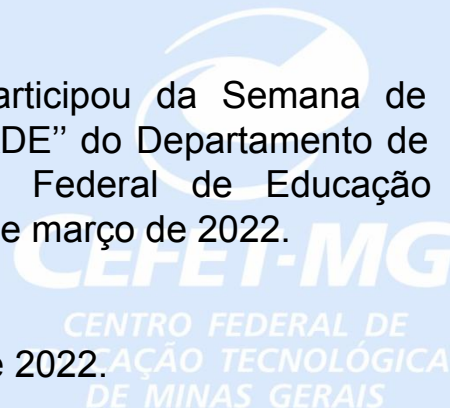 articipou da Semana de
DE” do Departamento de
Federal de Educação
e março de 2022.
CEFET-MG
CENTRO FEDERAL DE
EDUCAÇÃO TECNOLÓGICA
e 2022.
DE MINAS GERAIS